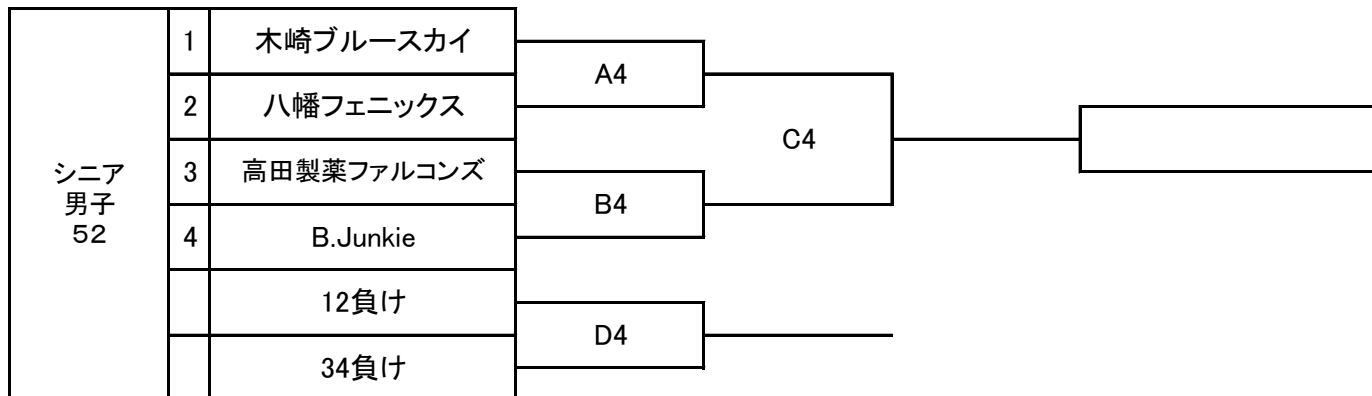 シニア
男子
52
1 木崎ブルースカイ
2 八幡フェニックス
3 高田製薬ファルコンズ
4 B.Junkie
12負け
34負け
A4
B4
C4
D4